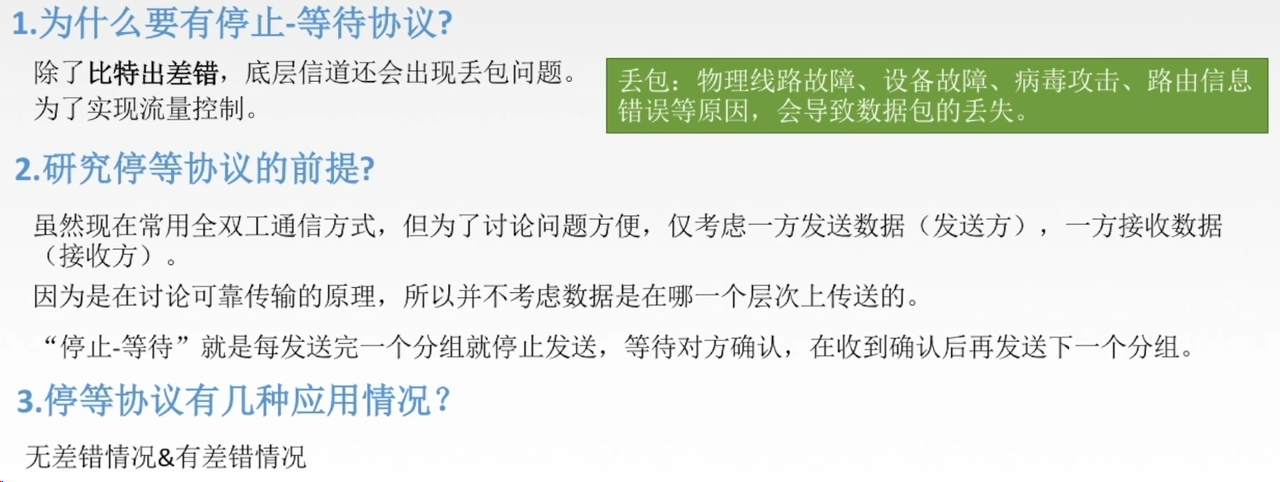 1.为什么要有停止-等待协议?
除了比特出差错，底层信道还会出现丢包问题。
为了实现流量控制。
丢包：物理线路故障、设备故障、病毒攻击、路由信息
错误等原因，会导致数据包的丢失。
2.研究停等协议的前提?
虽然现在常用全双工通信方式，但为了讨论问题方便，仅考虑一方发送数据（发送方），一方接收数据
（接收方）。
因为是在讨论可靠传输的原理，所以并不考虑数据是在哪一个层次上传送的。
“停止-等待”就是每发送完一个分组就停止发送，等待对方确认，在收到确认后再发送下一个分组。
3.停等协议有几种应用情况？
无差错情况&有差错情况